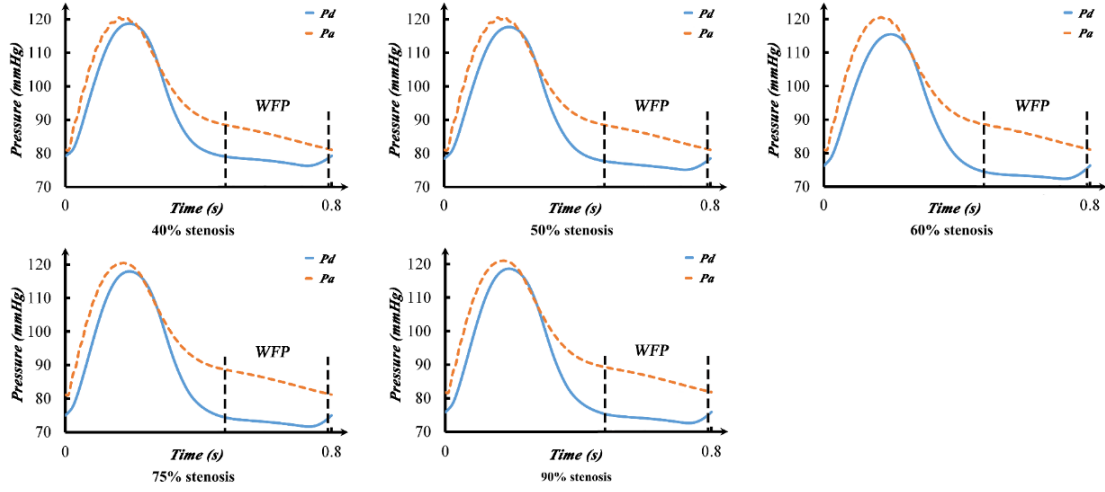 120
110
100
90
80
70
Pressure (mmHg)
Pd
Pa
WFP
0
0.8
Time (s)
40% stenosis
120
110
100
90
80
70
Pressure (mmHg)
Pd
Pa
WFP
0
0.8
Time (s)
50% stenosis
120
110
100
90
80
70
Pressure (mmHg)
Pd
Pa
WFP
0
0.8
Time (s)
60% stenosis
120
110
100
90
80
70
Pressure (mmHg)
Pd
Pa
WFP
0
0.8
Time (s)
75% stenosis
120
110
100
90
80
70
Pressure (mmHg)
Pd
Pa
WFP
0
0.8
Time (s)
90% stenosis